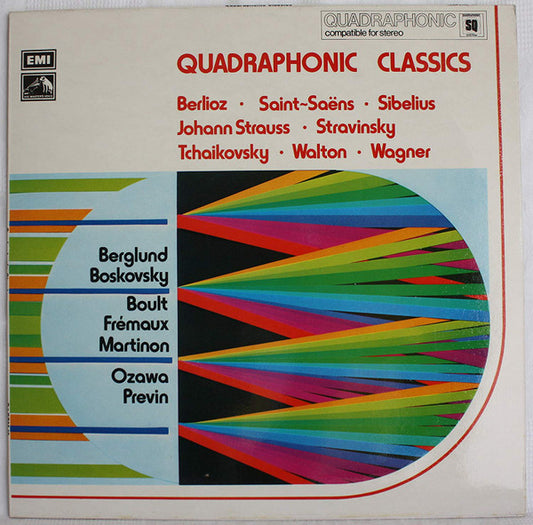 QUADRAPHONIC
compatible for stereo
SQ
EMI
QUADRAPHONIC CLASSICS
Berlioz · Saint~Saëns · Sibelius
Johann Strauss · Stravinsky
Tchaikovsky · Walton · Wagner
Berglund
Boskovsky
Boult
Frémaux
Martinon
Ozawa
Previn